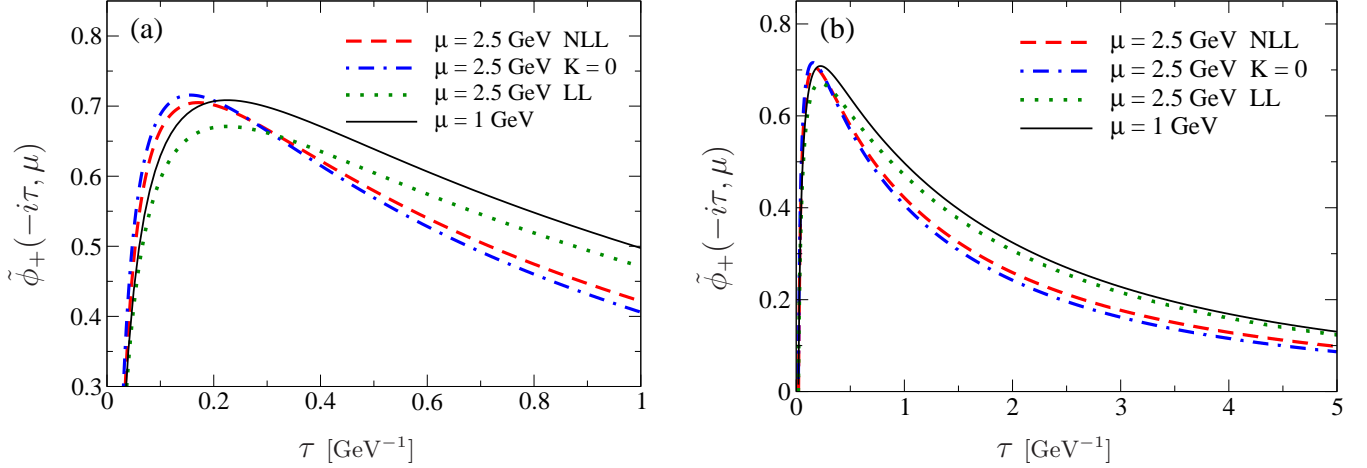 (a)
μ = 2.5 GeV NLL
μ = 2.5 GeV K = 0
μ = 2.5 GeV LL
μ = 1 GeV
0.8
0.7
0.6
0.5
0.4
0.3
0 0.2 0.4 0.6 0.8 1
τ [GeV⁻¹]
φ̃₊(−iτ, μ)
(b)
μ = 2.5 GeV NLL
μ = 2.5 GeV K = 0
μ = 2.5 GeV LL
μ = 1 GeV
0.8
0.6
0.4
0.2
0
0 1 2 3 4 5
τ [GeV⁻¹]
φ̃₊(−iτ, μ)